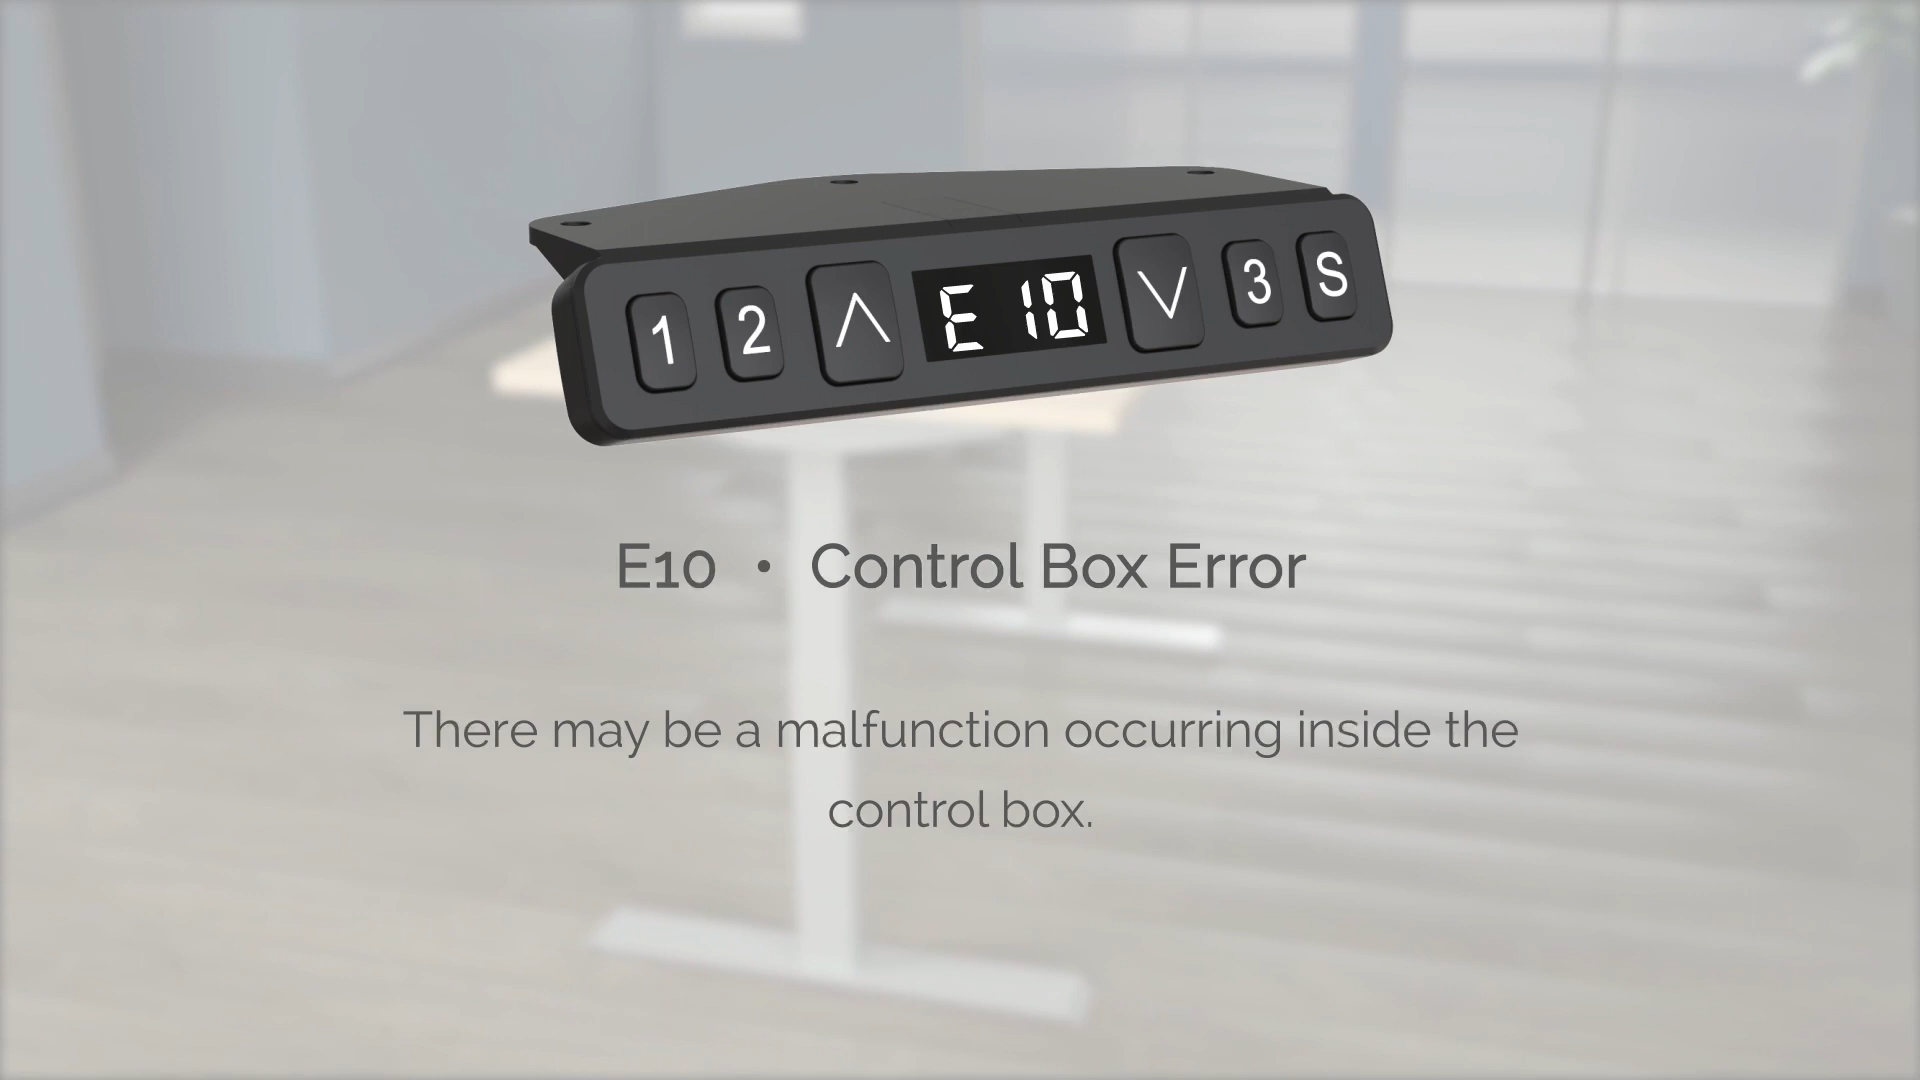 1 2 E 10 3 S
E10 • Control Box Error
There may be a malfunction occurring inside the
control box.